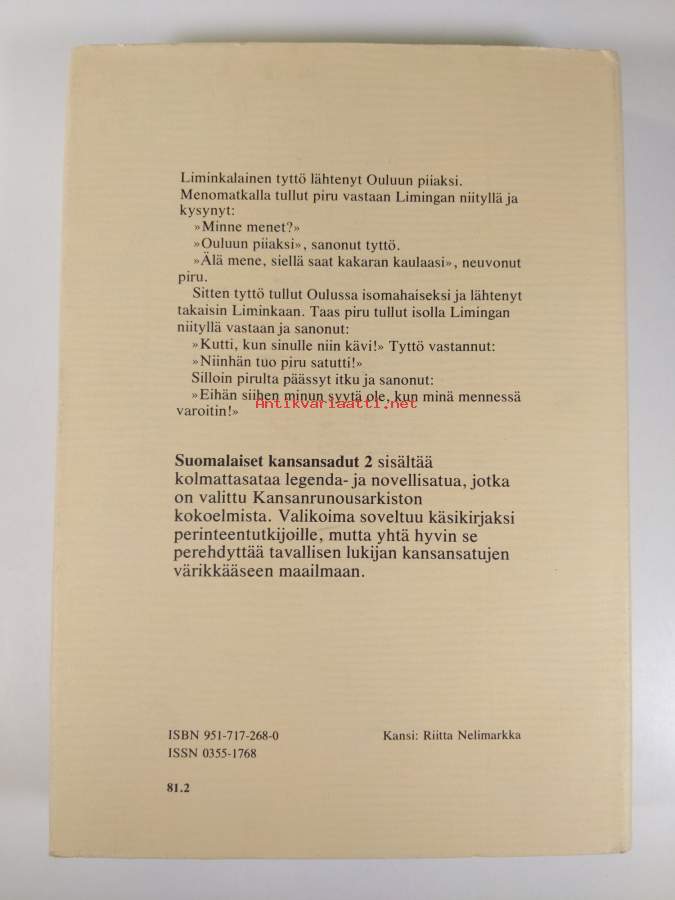 Liminkalainen tyttö lähtenyt Ouluun piiaksi.
Menomatkalla tullut piru vastaan Limingan niityllä ja
kysynyt:
»Minne menet?»
»Ouluun piiaksi», sanonut tyttö.
»Älä mene, siellä saat kakaran kaulaasi», neuvonut
piru.
Sitten tyttö tullut Oulussa isomahaiseksi ja lähtenyt
takaisin Liminkaan. Taas piru tullut isolla Limingan
niityllä vastaan ja sanonut:
»Kutti, kun sinulle niin kävi!» Tyttö vastannut:
»Niinhän tuo piru satutti!»
Silloin pirulta päässyt itku ja sanonut:
»Eihän siihen minun syytä ole, kun minä mennessä
varoitin!»
Antikvariaatti.net
Suomalaiset kansansadut 2 sisältää
kolmattasataa legenda- ja novellisatua, jotka
on valittu Kansanrunousarkiston
kokoelmista. Valikoima soveltuu käsikirjaksi
perinteentutkijoille, mutta yhtä hyvin se
perehdyttää tavallisen lukijan kansansatujen
värikkääseen maailmaan.
ISBN 951-717-268-0 Kansi: Riitta Nelimarkka
ISSN 0355-1768
81.2